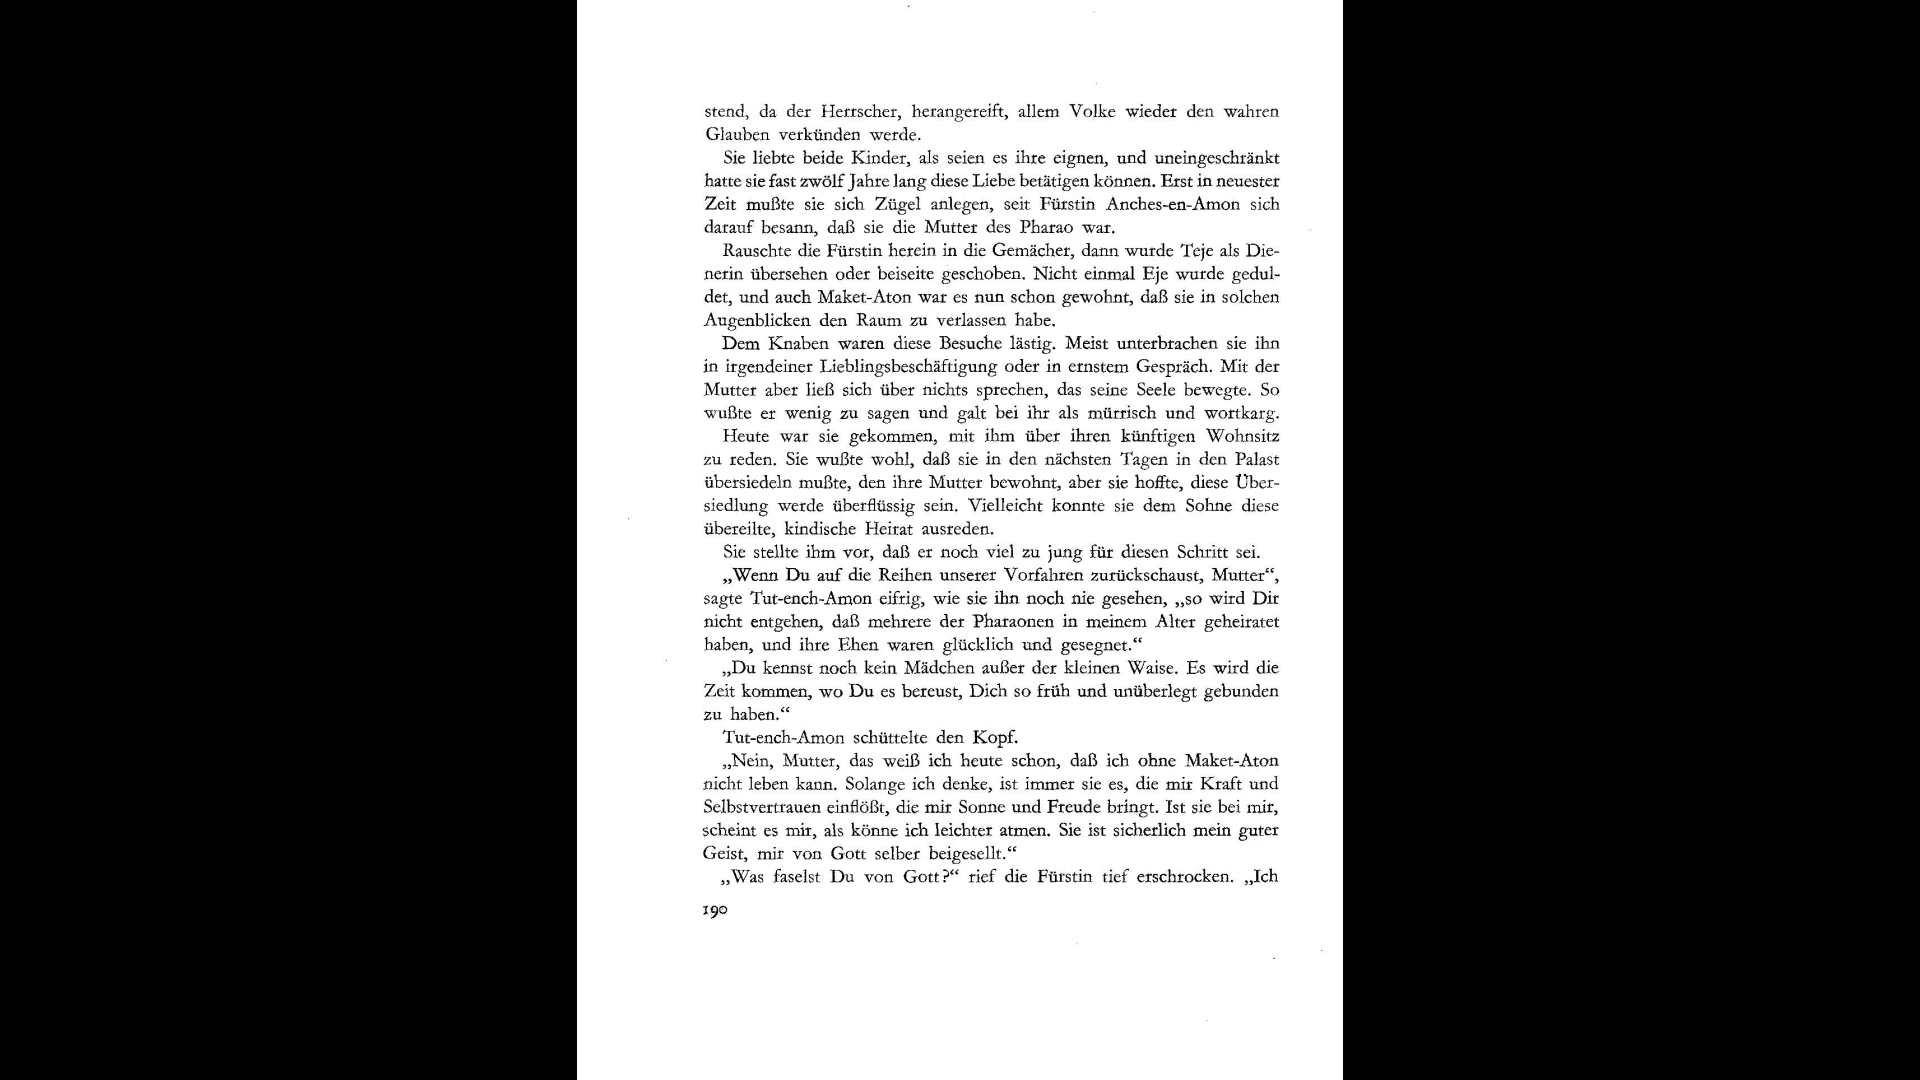 stend, da der Herrscher, herangereift, allem Volke wieder den wahren
Glauben verkünden werde.
Sie liebte beide Kinder, als seien es ihre eignen, und uneingeschränkt
hatte sie fast zwölf Jahre lang diese Liebe betätigen können. Erst in neuester
Zeit mußte sie sich Zügel anlegen, seit Fürstin Anches-en-Amon sich
darauf besann, daß sie die Mutter des Pharao war.
Rauschte die Fürstin herein in die Gemächer, dann wurde Teje als Die-
nerin übersehen oder beiseite geschoben. Nicht einmal Eje wurde gedul-
det, und auch Maket-Aton war es nun schon gewohnt, daß sie in solchen
Augenblicken den Raum zu verlassen habe.
Dem Knaben waren diese Besuche lästig. Meist unterbrachen sie ihn
in irgendeiner Lieblingsbeschäftigung oder in ernstem Gespräch. Mit der
Mutter aber ließ sich über nichts sprechen, das seine Seele bewegte. So
wußte er wenig zu sagen und galt bei ihr als mürrisch und wortkarg.
Heute war sie gekommen, mit ihm über ihren künftigen Wohnsitz
zu reden. Sie wußte wohl, daß sie in den nächsten Tagen in den Palast
übersiedeln mußte, den ihre Mutter bewohnt, aber sie hoffte, diese Über-
siedlung werde überflüssig sein. Vielleicht konnte sie dem Sohne diese
übereilte, kindische Heirat ausreden.
Sie stellte ihm vor, daß er noch viel zu jung für diesen Schritt sei.
„Wenn Du auf die Reihen unserer Vorfahren zurückschaust, Mutter“,
sagte Tut-ench-Amon eifrig, wie sie ihn noch nie gesehen, „so wird Dir
nicht entgehen, daß mehrere der Pharaonen in meinem Alter geheiratet
haben, und ihre Ehen waren glücklich und gesegnet.“
„Du kennst noch kein Mädchen außer der kleinen Waise. Es wird die
Zeit kommen, wo Du es bereust, Dich so früh und unüberlegt gebunden
zu haben.“
Tut-ench-Amon schüttelte den Kopf.
„Nein, Mutter, das weiß ich heute schon, daß ich ohne Maket-Aton
nicht leben kann. Solange ich denke, ist immer sie es, die mir Kraft und
Selbstvertrauen einflößt, die mir Sonne und Freude bringt. Ist sie bei mir,
scheint es mir, als könne ich leichter atmen. Sie ist sicherlich mein guter
Geist, mir von Gott selber beigesellt.“
„Was faselst Du von Gott?“ rief die Fürstin tief erschrocken. „Ich
190